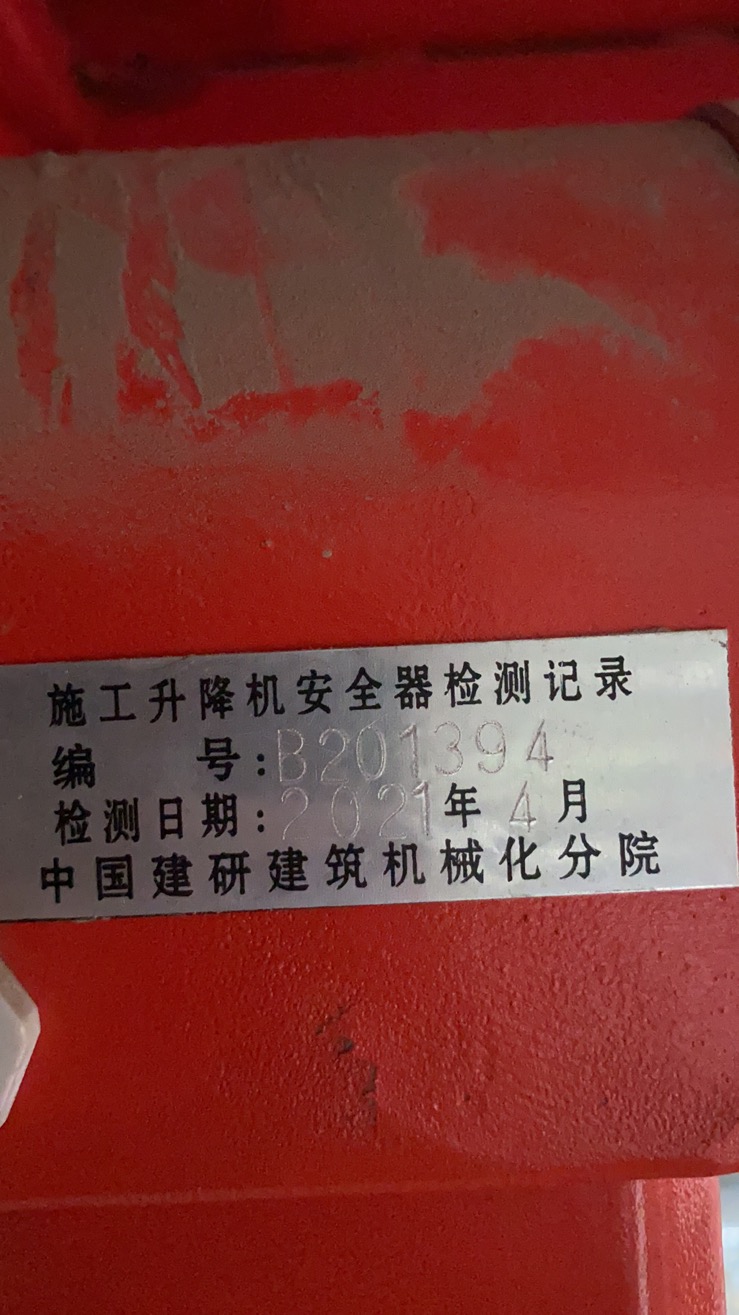 施工升降机安全器检测记录
编 号:B201394
检测日期:2021年4月
中国建研建筑机械化分院